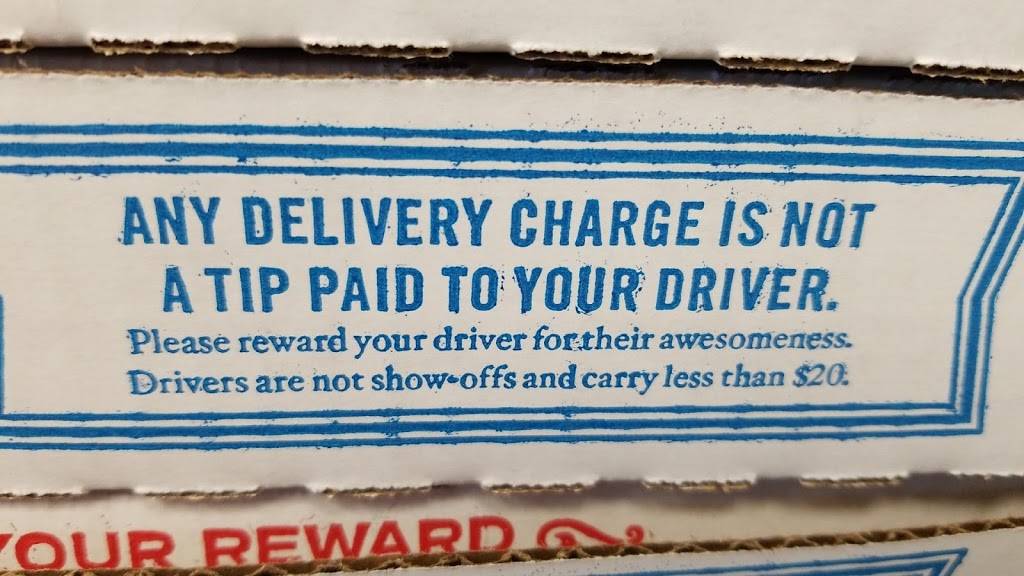 ANY DELIVERY CHARGE IS NOT
A TIP PAID TO YOUR DRIVER.
Please reward your driver for their awesomeness.
Drivers are not show-offs and carry less than $20.
YOUR REWARD